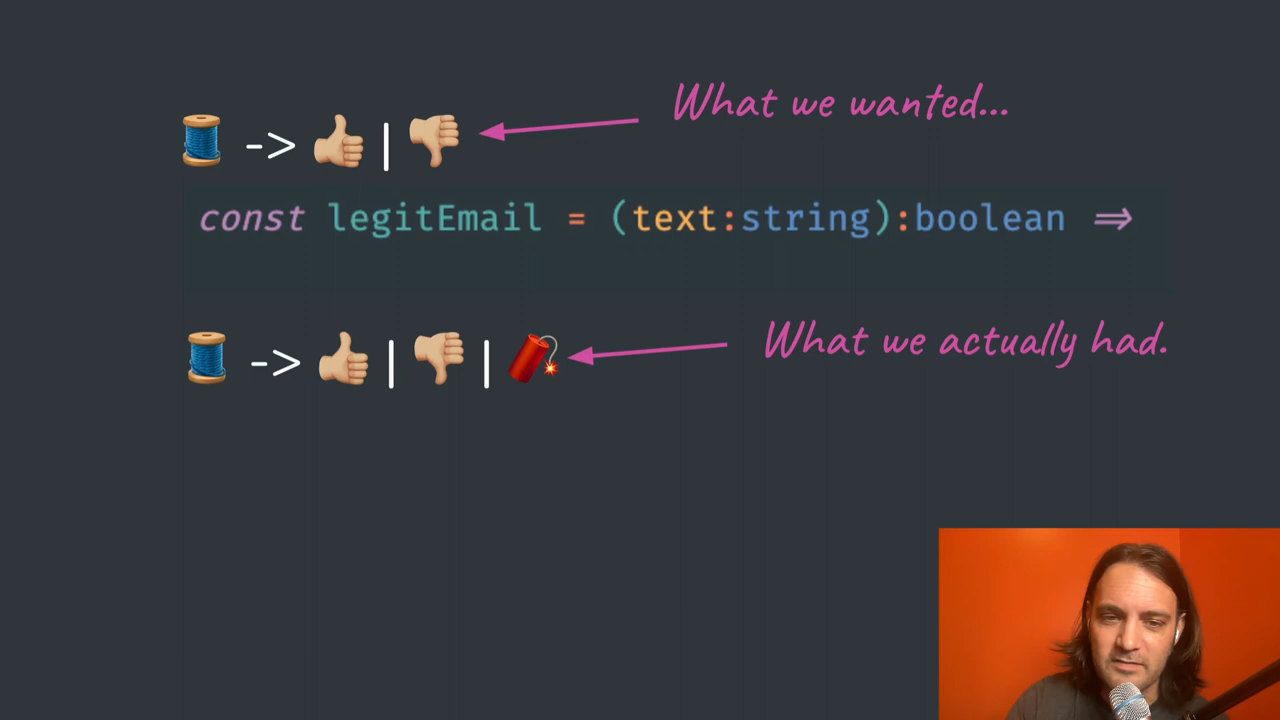 What we wanted...
🧵 -> 👍🏼 | 👎🏼
const legitEmail = (text:string):boolean ⇒
What we actually had.
🧵 -> 👍🏼 | 👎🏼 | 🧨